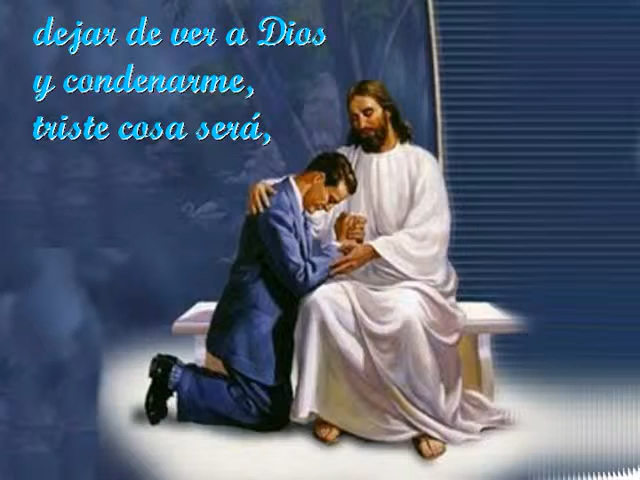 dejar de ver a Dios
y condenarme,
triste cosa será,